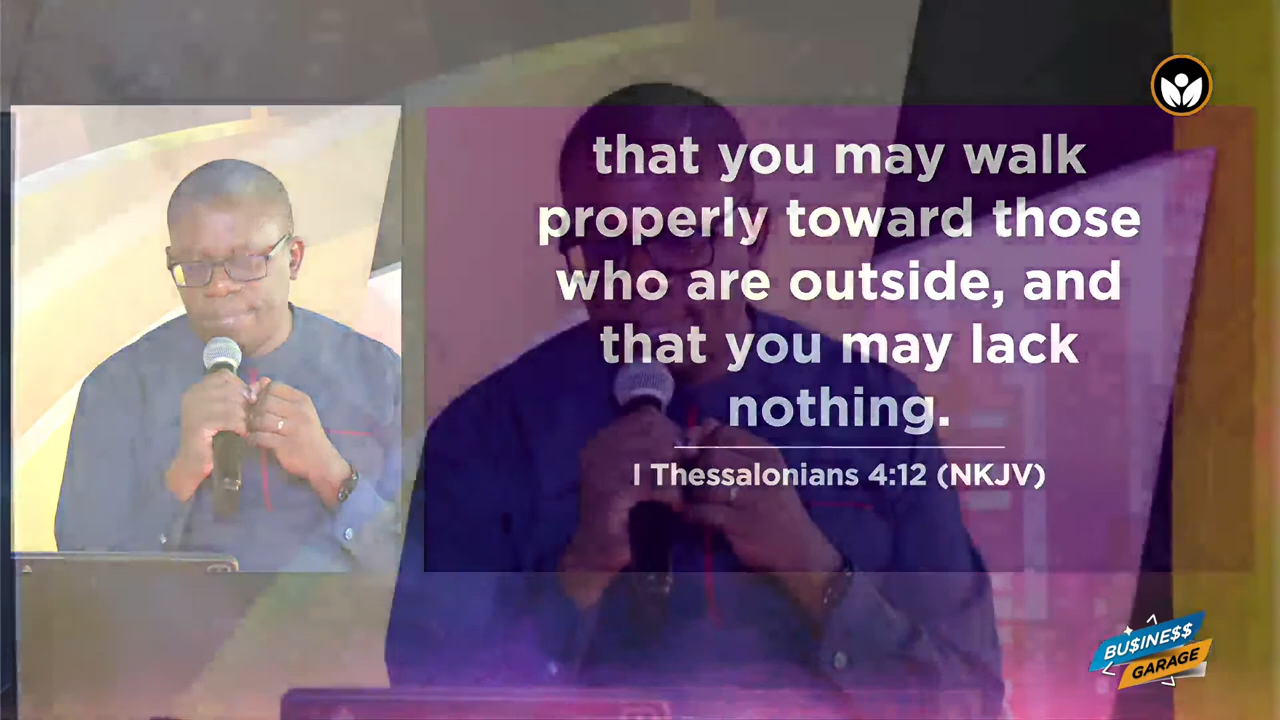 that you may walk
properly toward those
who are outside, and
that you may lack
nothing.
I Thessalonians 4:12 (NKJV)
BU$INE$$
GARAGE